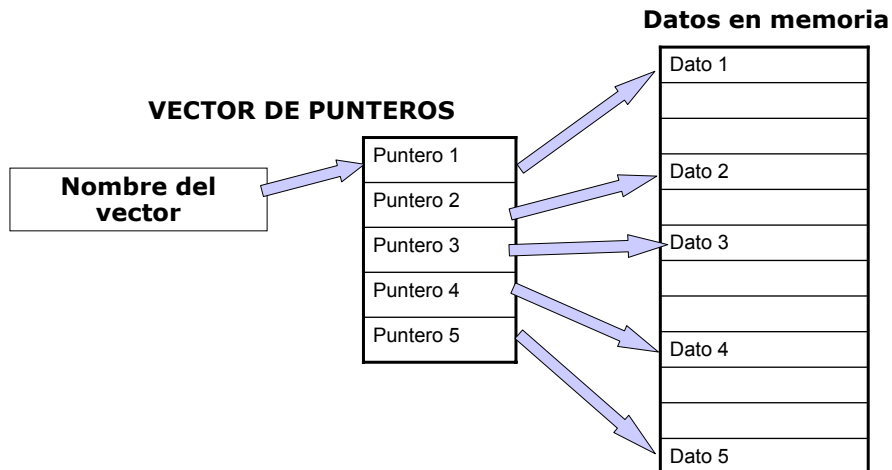 Datos en memoria
VECTOR DE PUNTEROS
Nombre del
vector
Puntero 1
Puntero 2
Puntero 3
Puntero 4
Puntero 5
Dato 1
Dato 2
Dato 3
Dato 4
Dato 5